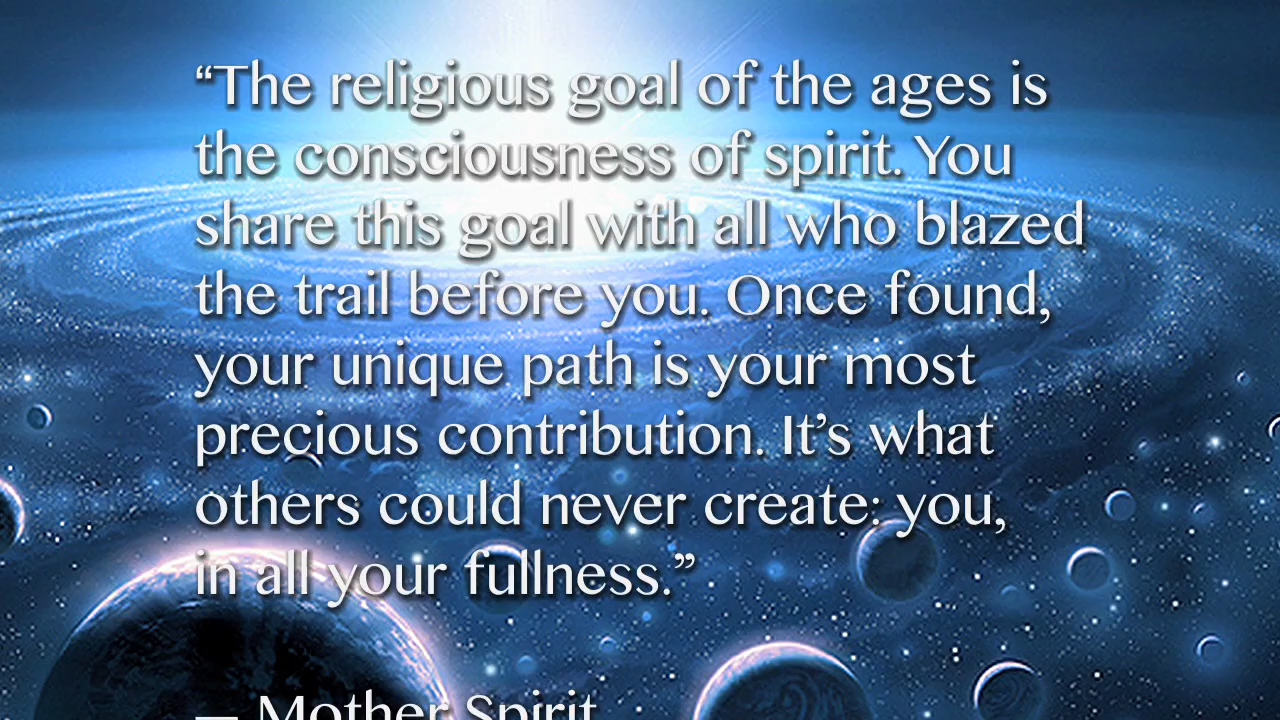 “The religious goal of the ages is
the consciousness of spirit. You
share this goal with all who blazed
the trail before you. Once found,
your unique path is your most
precious contribution. It’s what
others could never create: you,
in all your fullness.”
— Mother Spirit